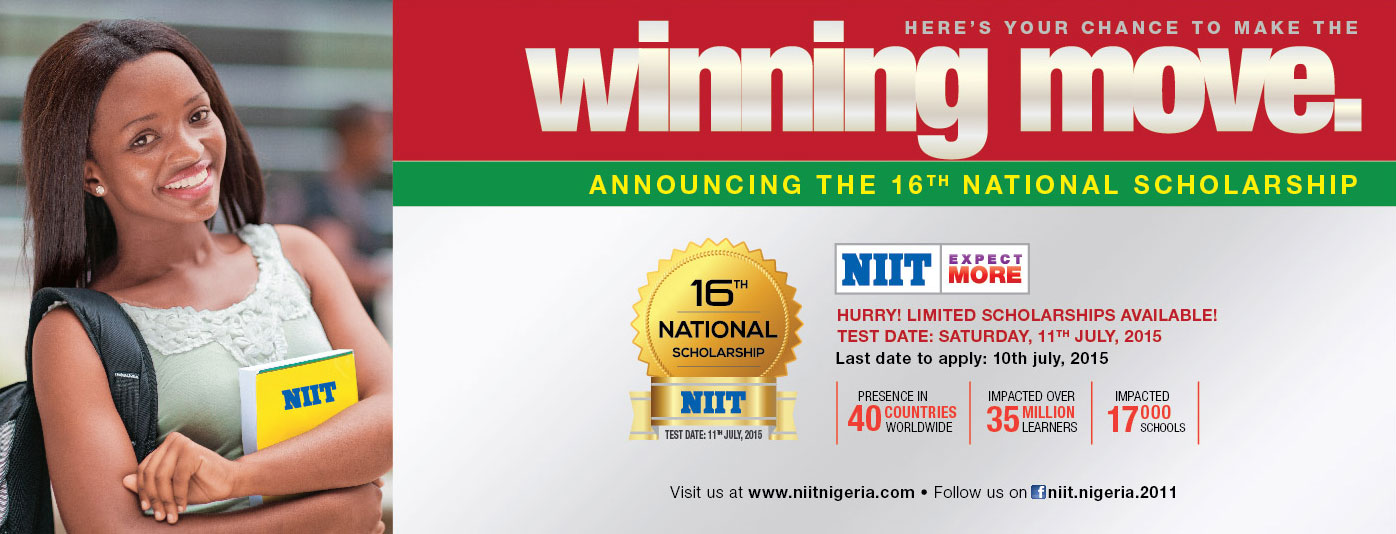 HERE'S YOUR CHANCE TO MAKE THE
winning move.
ANNOUNCING THE 16TH NATIONAL SCHOLARSHIP
NIIT
16TH
NATIONAL
SCHOLARSHIP
NIIT
TEST DATE: 11TH JULY, 2015
NIIT EXPECT
MORE
HURRY! LIMITED SCHOLARSHIPS AVAILABLE!
TEST DATE: SATURDAY, 11TH JULY, 2015
Last date to apply: 10th july, 2015
PRESENCE IN
40 COUNTRIES
WORLDWIDE
IMPACTED OVER
35 MILLION
LEARNERS
IMPACTED
17000
SCHOOLS
Visit us at www.niitnigeria.com • Follow us on f niit.nigeria.2011